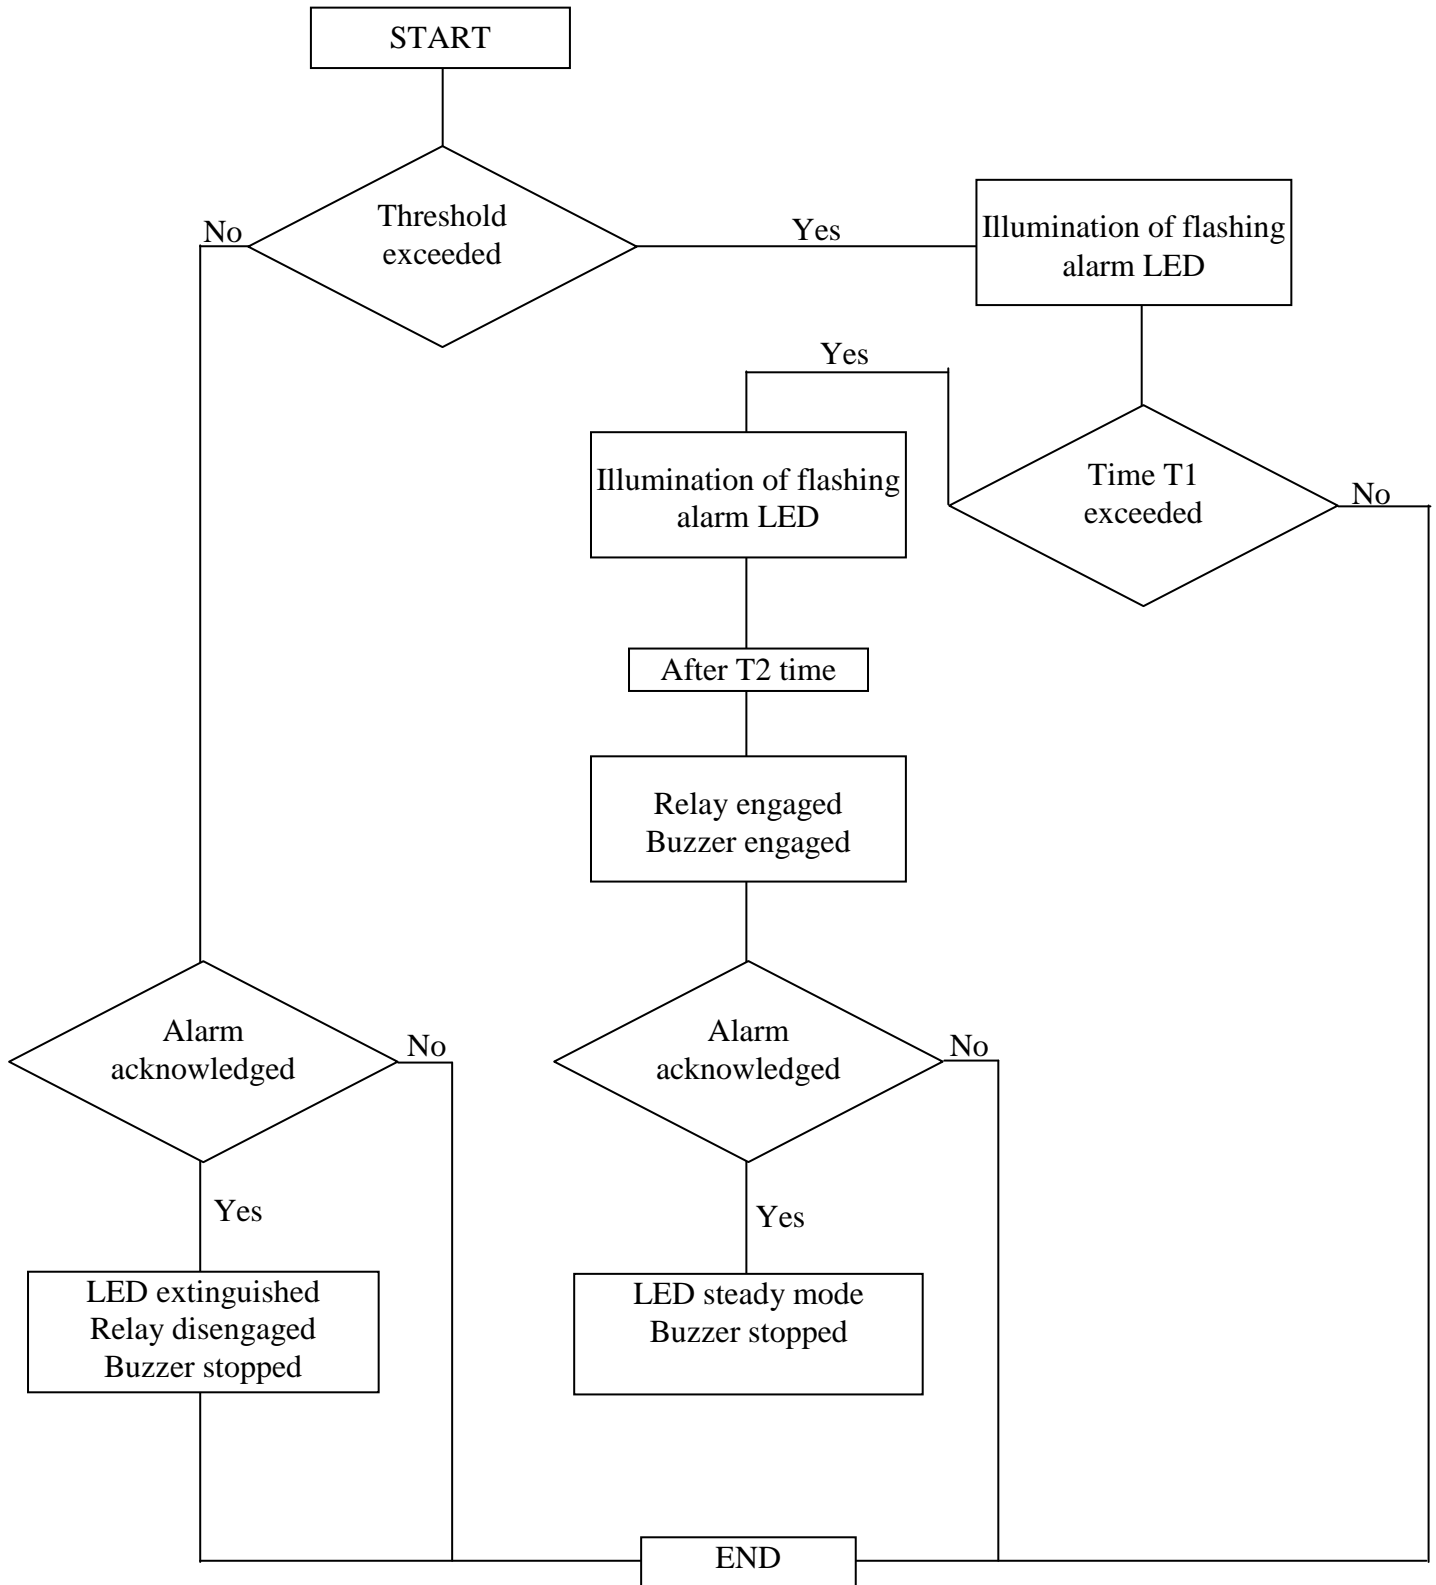 START
Threshold
exceeded
No
Yes
Illumination of flashing
alarm LED
Yes
Time T1
exceeded
No
Illumination of flashing
alarm LED
After T2 time
Relay engaged
Buzzer engaged
Alarm
acknowledged
No
Alarm
acknowledged
No
Yes
Yes
LED extinguished
Relay disengaged
Buzzer stopped
LED steady mode
Buzzer stopped
END